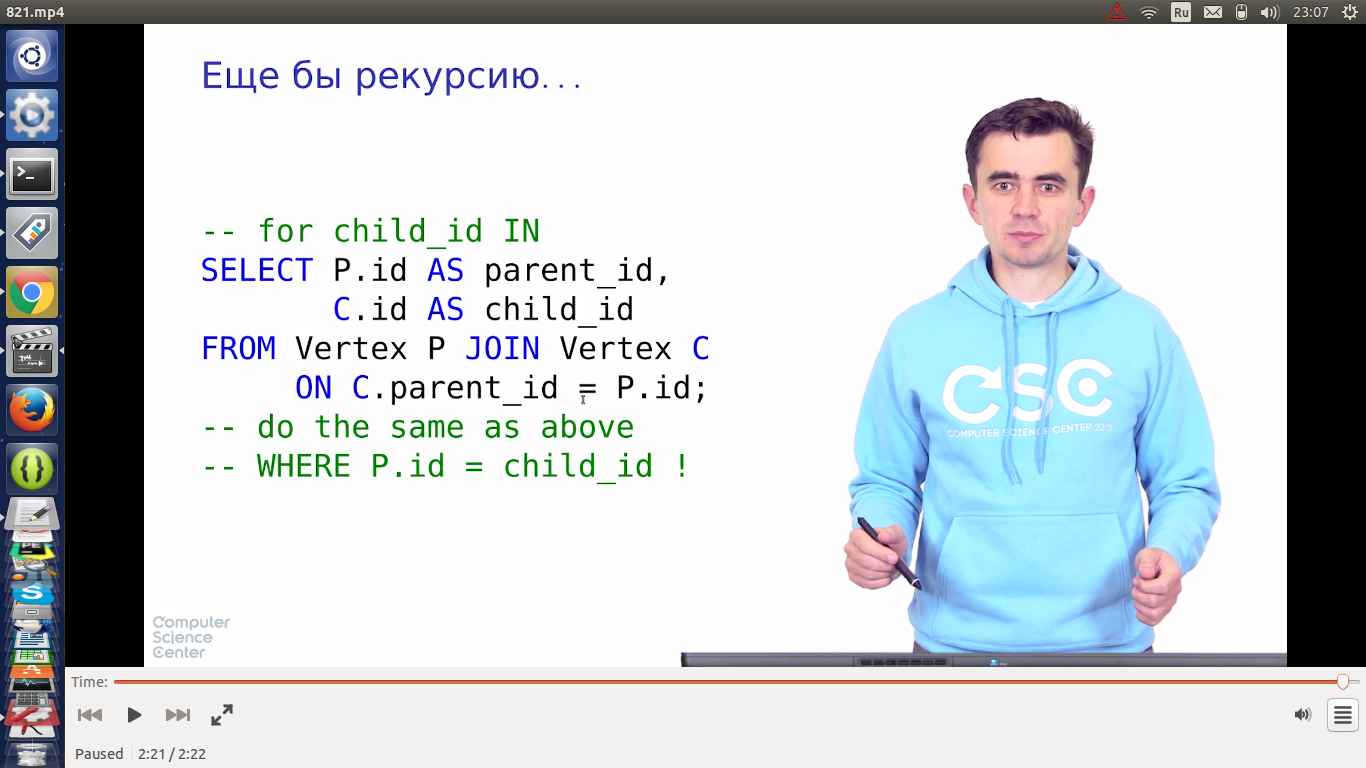 821.mp4
Ru
23:07
Еще бы рекурсию...
-- for child_id IN
SELECT P.id AS parent_id,
C.id AS child_id
FROM Vertex P JOIN Vertex C
ON C.parent_id = P.id;
-- do the same as above
-- WHERE P.id = child_id !
CSC
COMPUTER SCIENCE CENTER 2015
Computer
Science
Center
Time:
Paused
2:21 / 2:22